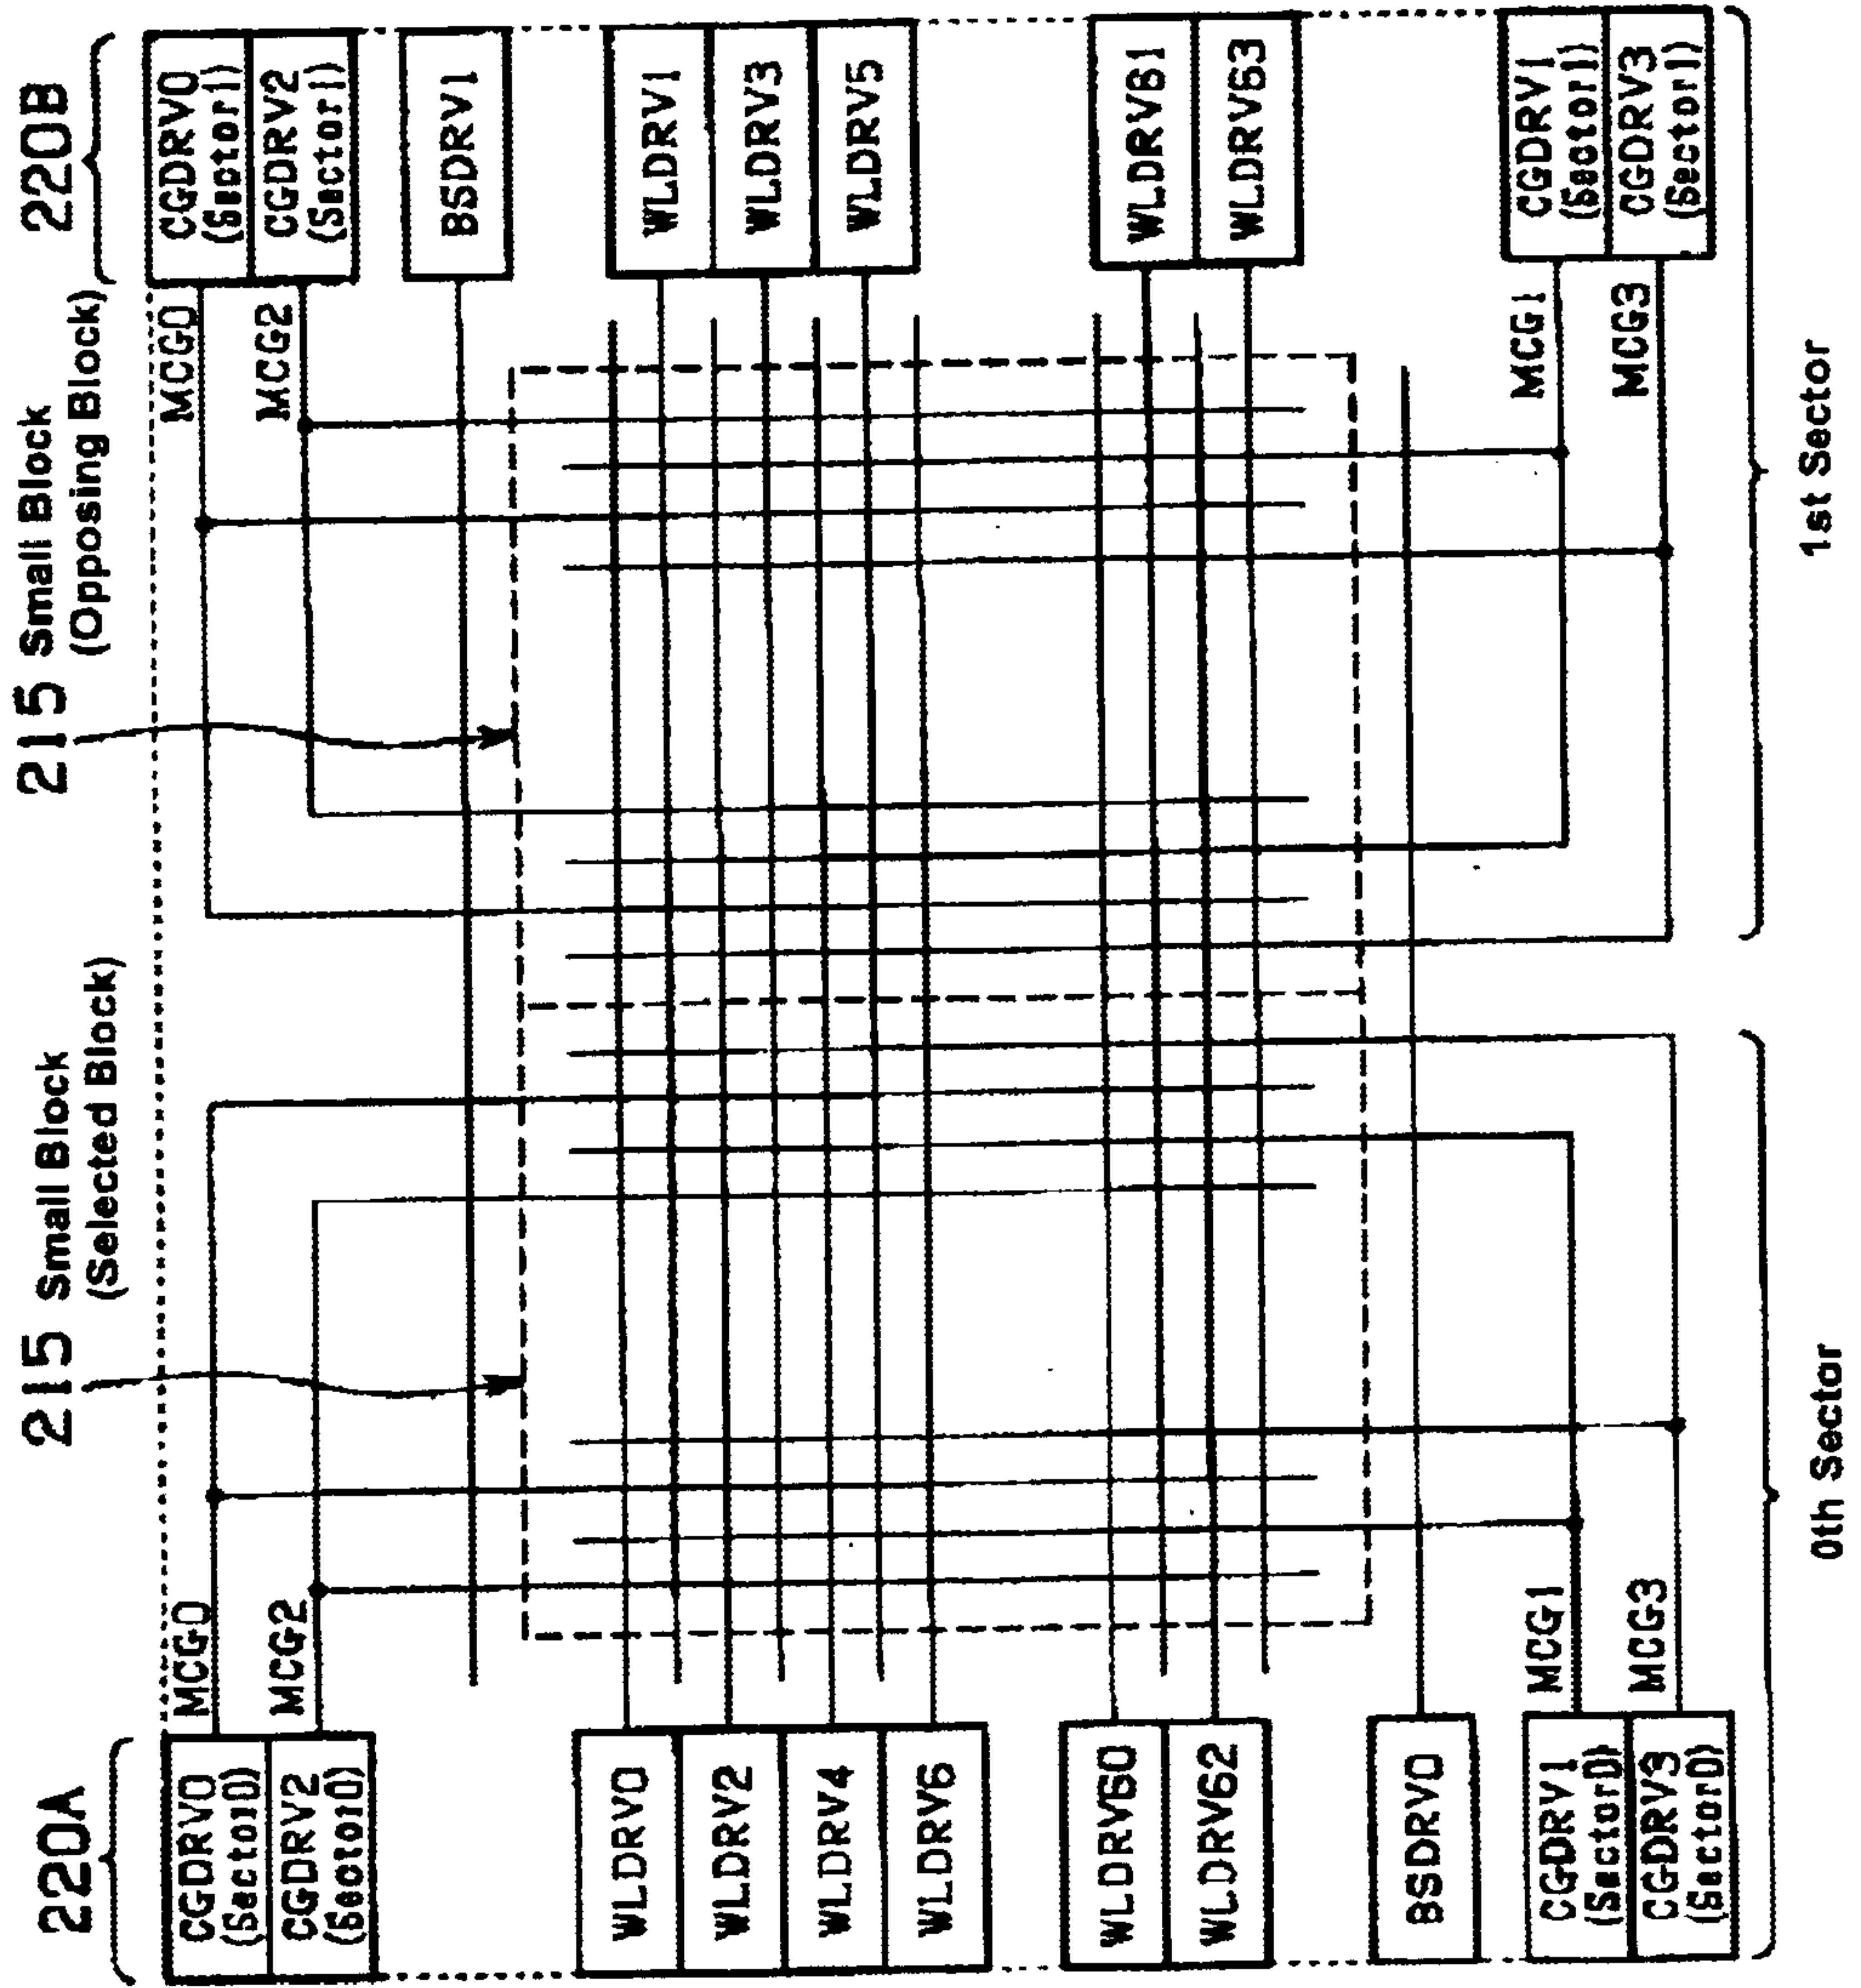 220A
215 Small Block
(Selected Block)
215 Small Block
(Opposing Block)
220B
CGDRV0
(Sector0)
MCG0
MCG0
CGDRV0
(Sector1)
CGDRV2
(Sector0)
MCG2
MCG2
CGDRV2
(Sector1)
BSDRV1
WLDRV0
WLDRV1
WLDRV2
WLDRV3
WLDRV4
WLDRV5
WLDRV6
WLDRV60
WLDRV61
WLDRV62
WLDRV63
BSDRV0
CGDRV1
(Sector0)
MCG1
MCG1
CGDRV1
(Sector1)
CGDRV3
(Sector0)
MCG3
MCG3
CGDRV3
(Sector1)
0th Sector
1st Sector